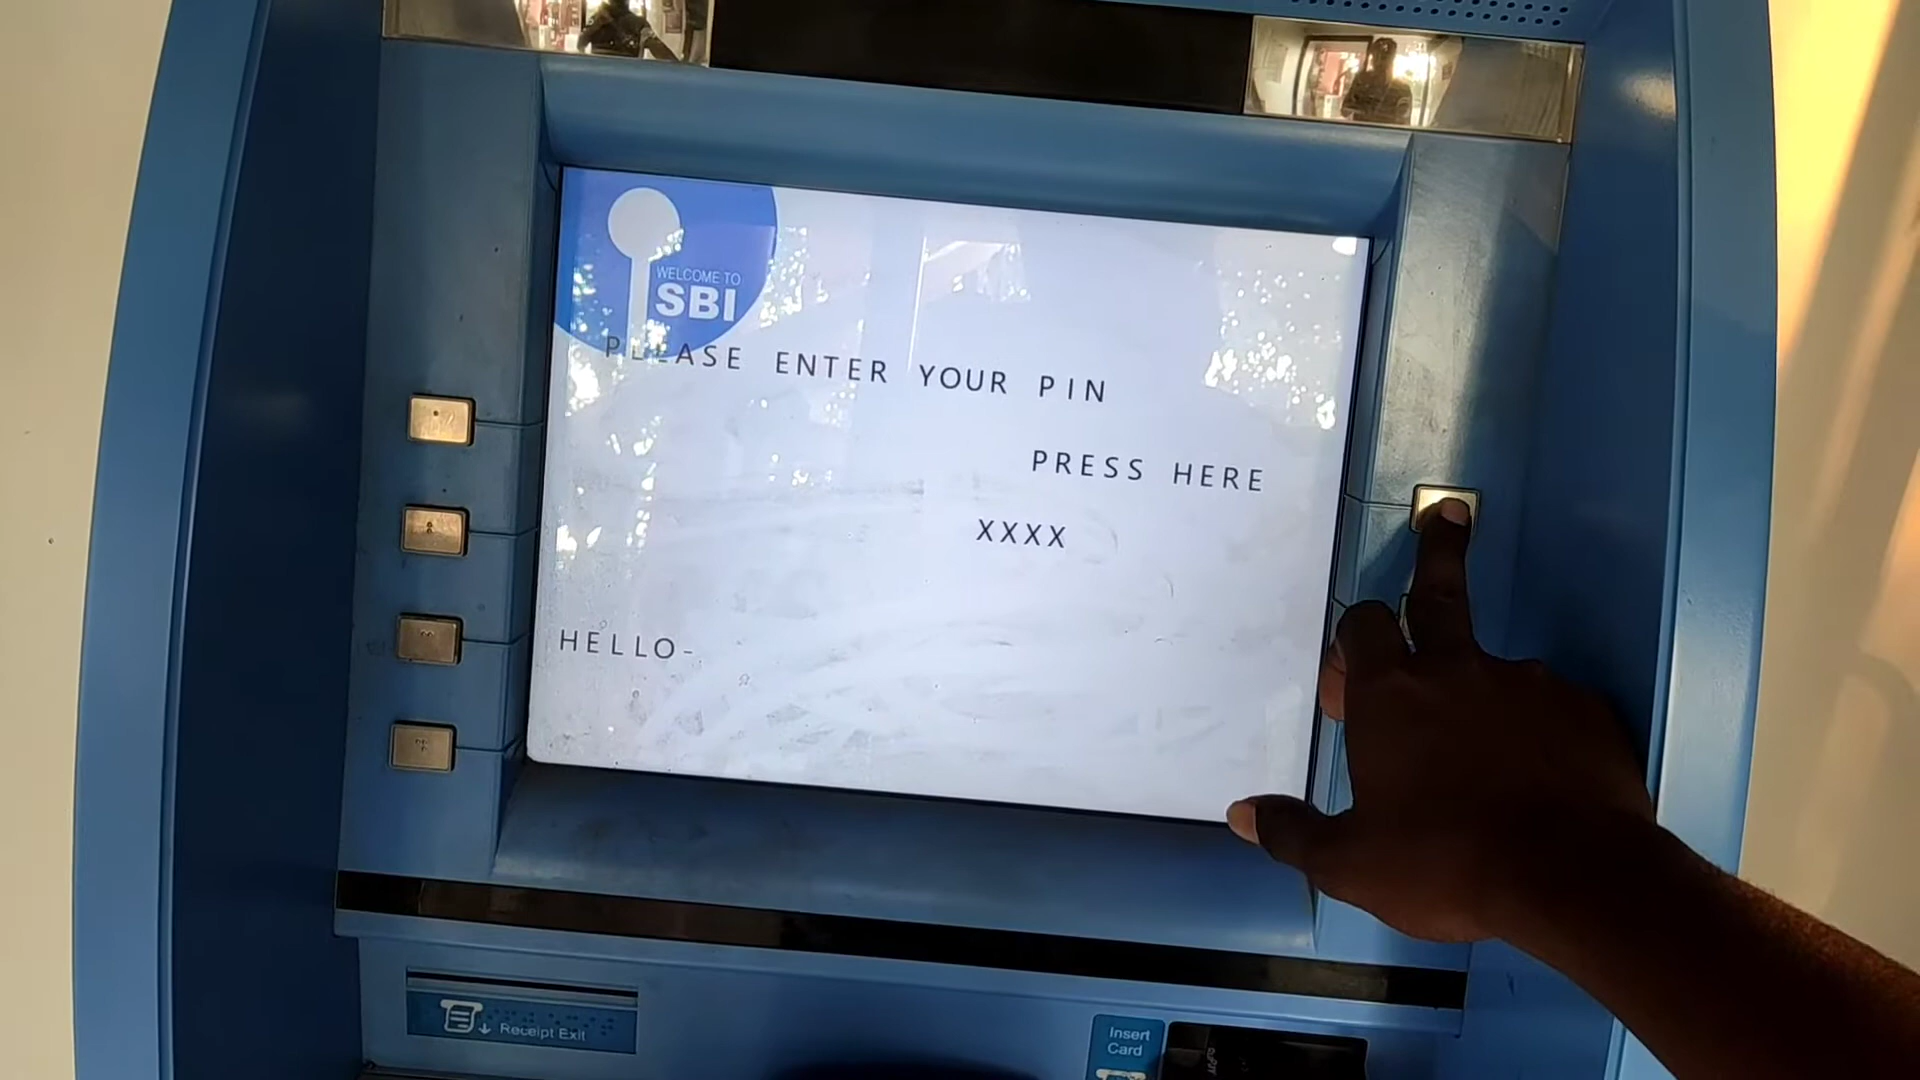 WELCOME TO
SBI
PLEASE ENTER YOUR PIN
PRESS HERE
XXXX
HELLO-
Receipt Exit
Insert
Card